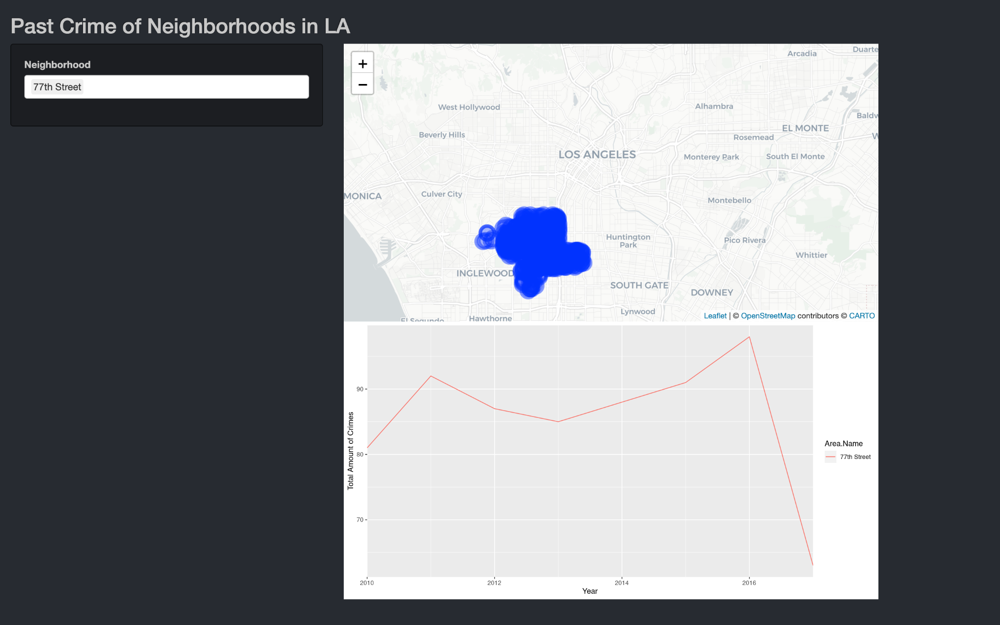 Past Crime of Neighborhoods in LA
Neighborhood
77th Street
+
−
Arcadia
Duarte
West Hollywood
Alhambra
Baldw
Beverly Hills
EL MONTE
Rosemead
W
LOS ANGELES
Monterey Park
South El Monte
MONICA
Culver City
Montebello
Huntington
Park
Pico Rivera
Whittier
INGLEWOOD
SOUTH GATE
DOWNEY
Lynwood
El Segundo
Hawthorne
Leaflet | © OpenStreetMap contributors © CARTO
90
80
70
Total Amount of Crimes
2010
2012
2014
2016
Year
Area.Name
77th Street